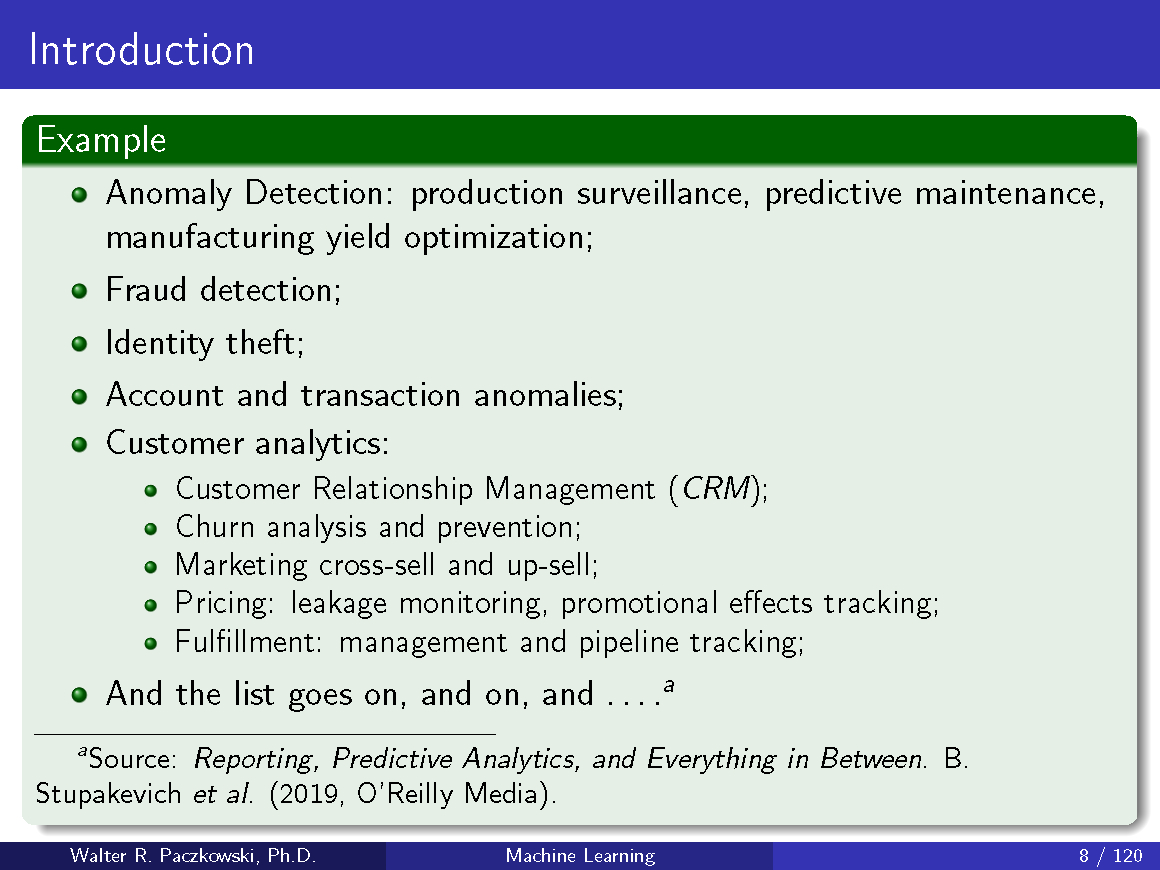 Introduction
Example
Anomaly Detection: production surveillance, predictive maintenance,
manufacturing yield optimization;
Fraud detection;
Identity theft;
Account and transaction anomalies;
Customer analytics:
Customer Relationship Management (CRM);
Churn analysis and prevention;
Marketing cross-sell and up-sell;
Pricing: leakage monitoring, promotional effects tracking;
Fulfillment: management and pipeline tracking;
And the list goes on, and on, and . . . .a
aSource: Reporting, Predictive Analytics, and Everything in Between. B.
Stupakevich et al. (2019, O'Reilly Media).
Walter R. Paczkowski, Ph.D. Machine Learning 8 / 120